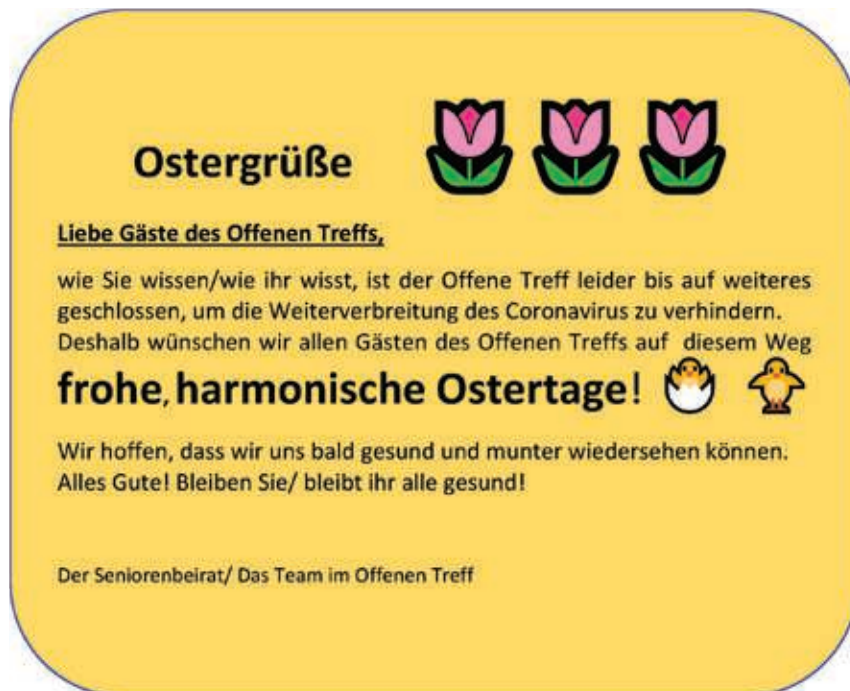 Ostergrüße
Liebe Gäste des Offenen Treffs,
wie Sie wissen/wie ihr wisst, ist der Offene Treff leider bis auf weiteres
geschlossen, um die Weiterverbreitung des Coronavirus zu verhindern.
Deshalb wünschen wir allen Gästen des Offenen Treffs auf diesem Weg
frohe, harmonische Ostertage!
Wir hoffen, dass wir uns bald gesund und munter wiedersehen können.
Alles Gute! Bleiben Sie/ bleibt ihr alle gesund!
Der Seniorenbeirat/ Das Team im Offenen Treff